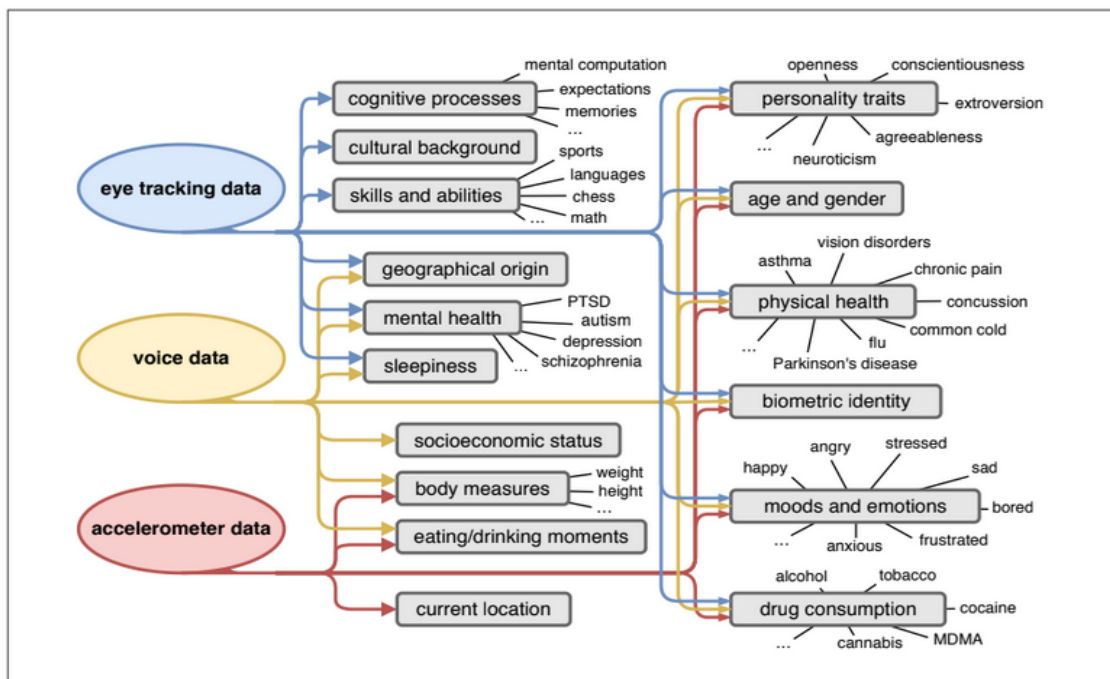 eye tracking data
voice data
accelerometer data
cognitive processes
mental computation
expectations
memories
...
cultural background
skills and abilities
sports
languages
chess
math
...
geographical origin
mental health
PTSD
autism
depression
schizophrenia
...
sleepiness
socioeconomic status
body measures
weight
height
...
eating/drinking moments
current location
personality traits
openness
conscientiousness
extroversion
agreeableness
neuroticism
...
age and gender
physical health
asthma
vision disorders
chronic pain
concussion
common cold
flu
Parkinson's disease
...
biometric identity
moods and emotions
happy
angry
stressed
sad
bored
frustrated
anxious
...
drug consumption
alcohol
tobacco
cocaine
MDMA
cannabis
...